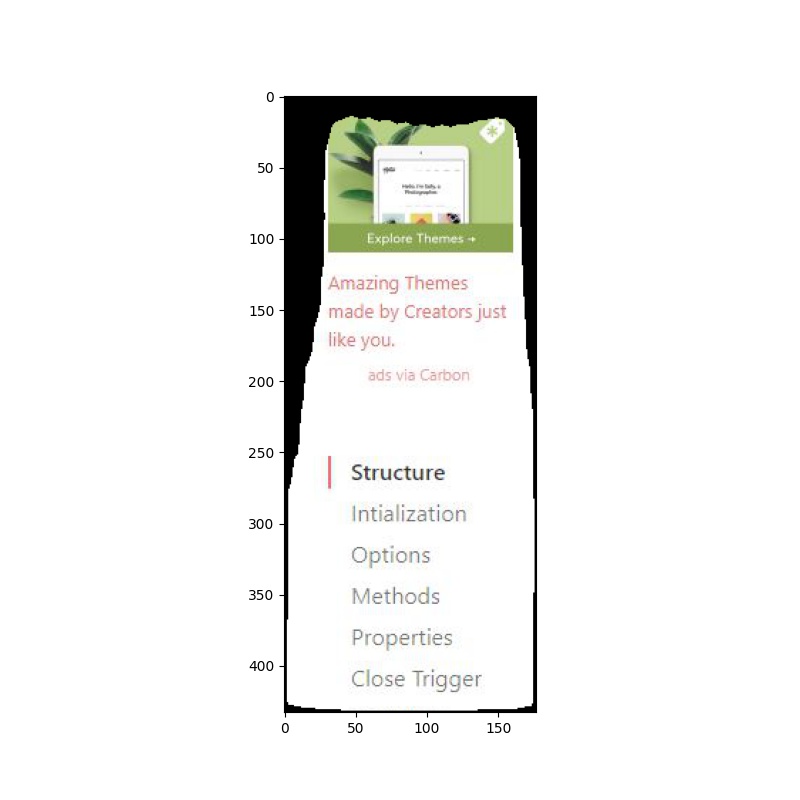 0
50
100
150
200
250
300
350
400
0
50
100
150
Hello, I'm Sally, a
Photographer.
Explore Themes →
Amazing Themes
made by Creators just
like you.
ads via Carbon
Structure
Intialization
Options
Methods
Properties
Close Trigger